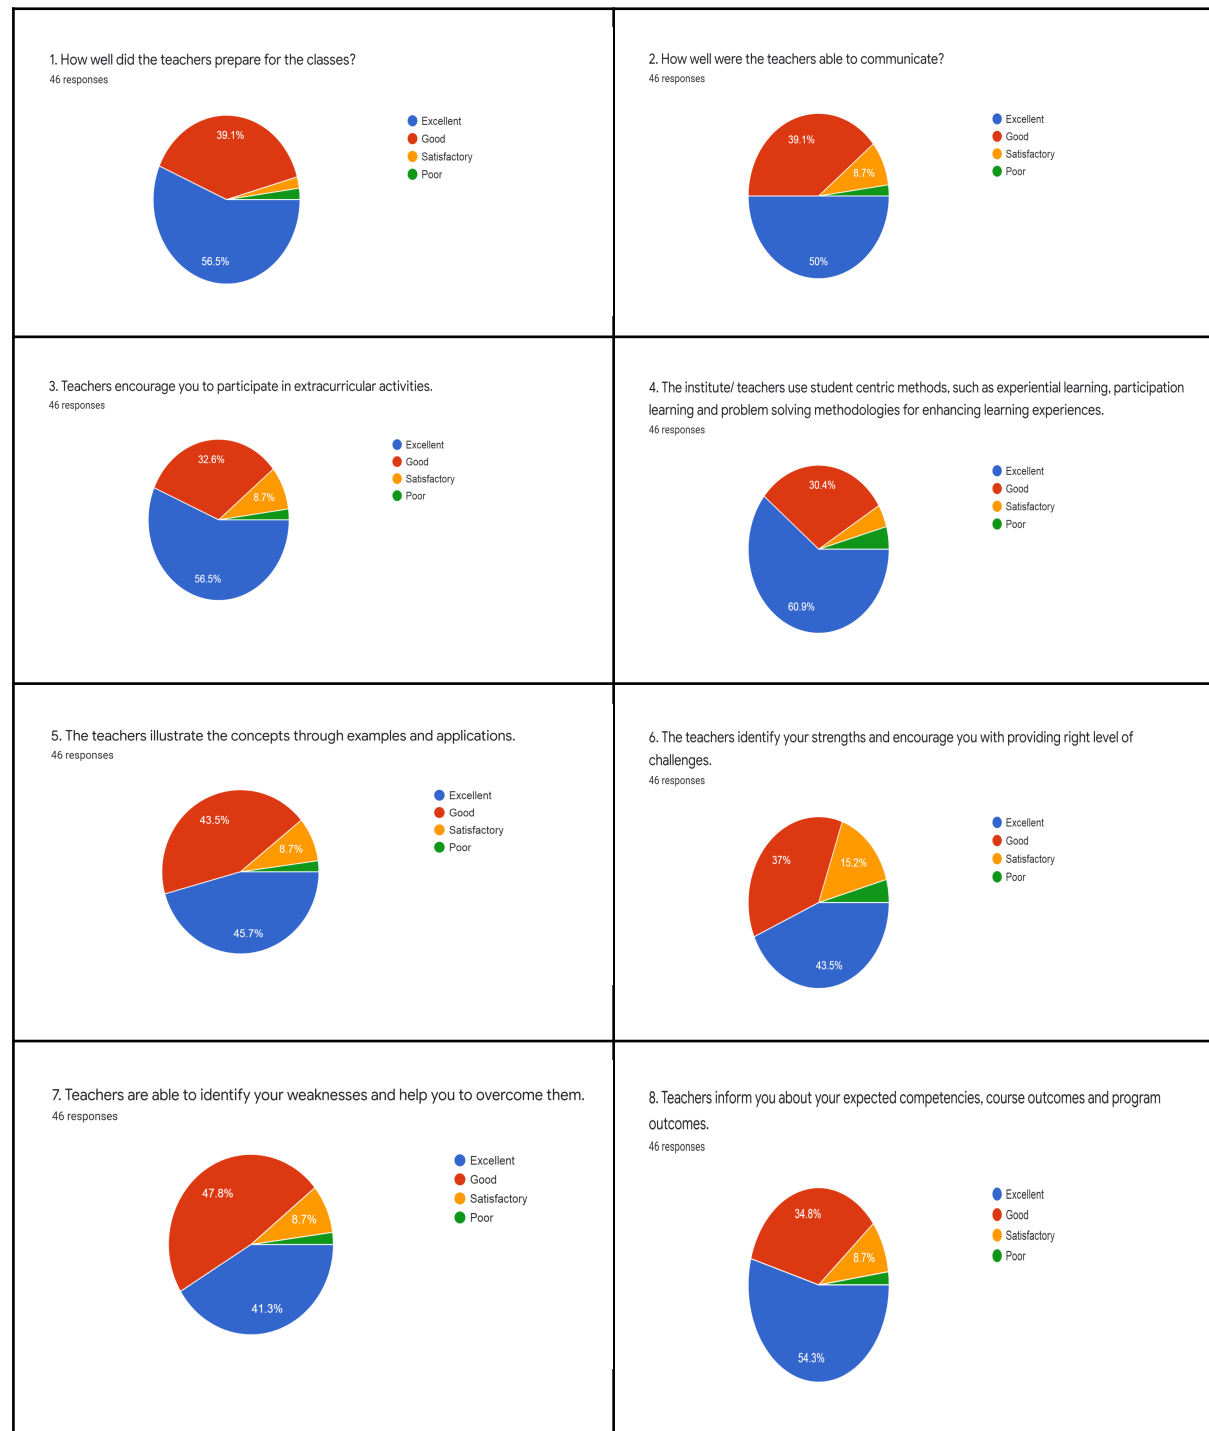 1. How well did the teachers prepare for the classes?
46 responses
39.1%
56.5%
Excellent
Good
Satisfactory
Poor
2. How well were the teachers able to communicate?
46 responses
39.1%
8.7%
50%
Excellent
Good
Satisfactory
Poor
3. Teachers encourage you to participate in extracurricular activities.
46 responses
32.6%
8.7%
56.5%
Excellent
Good
Satisfactory
Poor
4. The institute/ teachers use student centric methods, such as experiential learning, participation
learning and problem solving methodologies for enhancing learning experiences.
46 responses
30.4%
60.9%
Excellent
Good
Satisfactory
Poor
5. The teachers illustrate the concepts through examples and applications.
46 responses
43.5%
8.7%
45.7%
Excellent
Good
Satisfactory
Poor
6. The teachers identify your strengths and encourage you with providing right level of
challenges.
46 responses
37%
15.2%
43.5%
Excellent
Good
Satisfactory
Poor
7. Teachers are able to identify your weaknesses and help you to overcome them.
46 responses
47.8%
8.7%
41.3%
Excellent
Good
Satisfactory
Poor
8. Teachers inform you about your expected competencies, course outcomes and program
outcomes.
46 responses
34.8%
8.7%
54.3%
Excellent
Good
Satisfactory
Poor